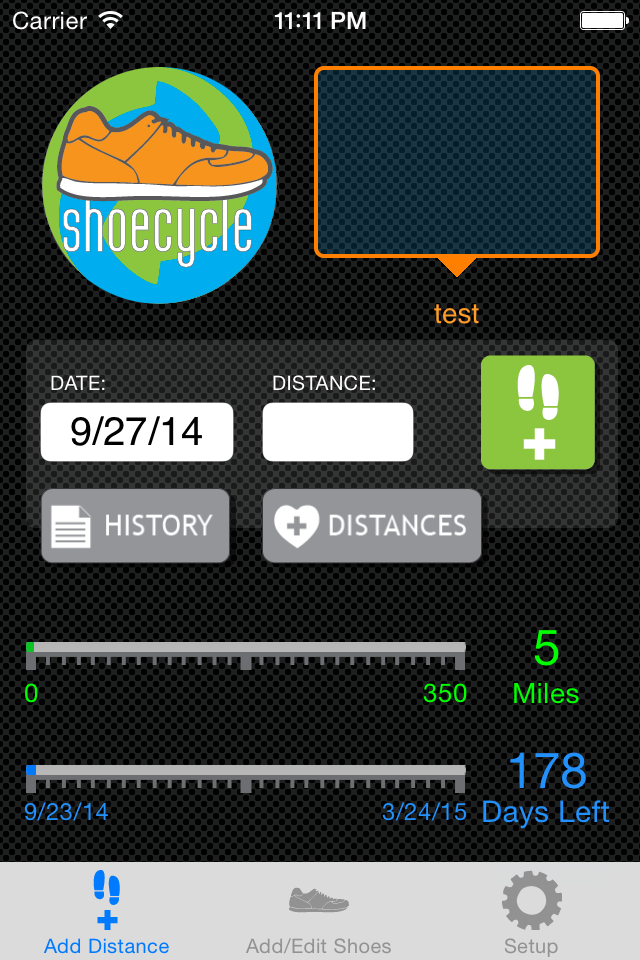 Carrier 11:11 PM
shoecycle
test
DATE: DISTANCE:
9/27/14
HISTORY DISTANCES
5
0 350 Miles
178
9/23/14 3/24/15 Days Left
Add Distance Add/Edit Shoes Setup